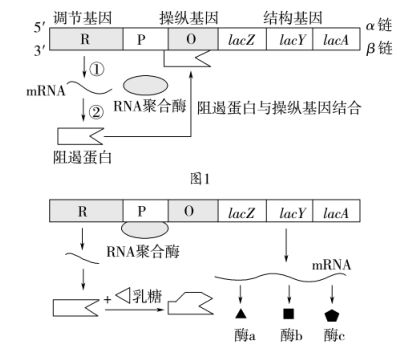 调节基因 操纵基因 结构基因
5′ R P O lacZ lacY lacA α链
3′ β链
①
mRNA
② RNA聚合酶 阻遏蛋白与操纵基因结合
阻遏蛋白
图1
R P O lacZ lacY lacA
RNA聚合酶
mRNA
+ 乳糖
酶a 酶b 酶c